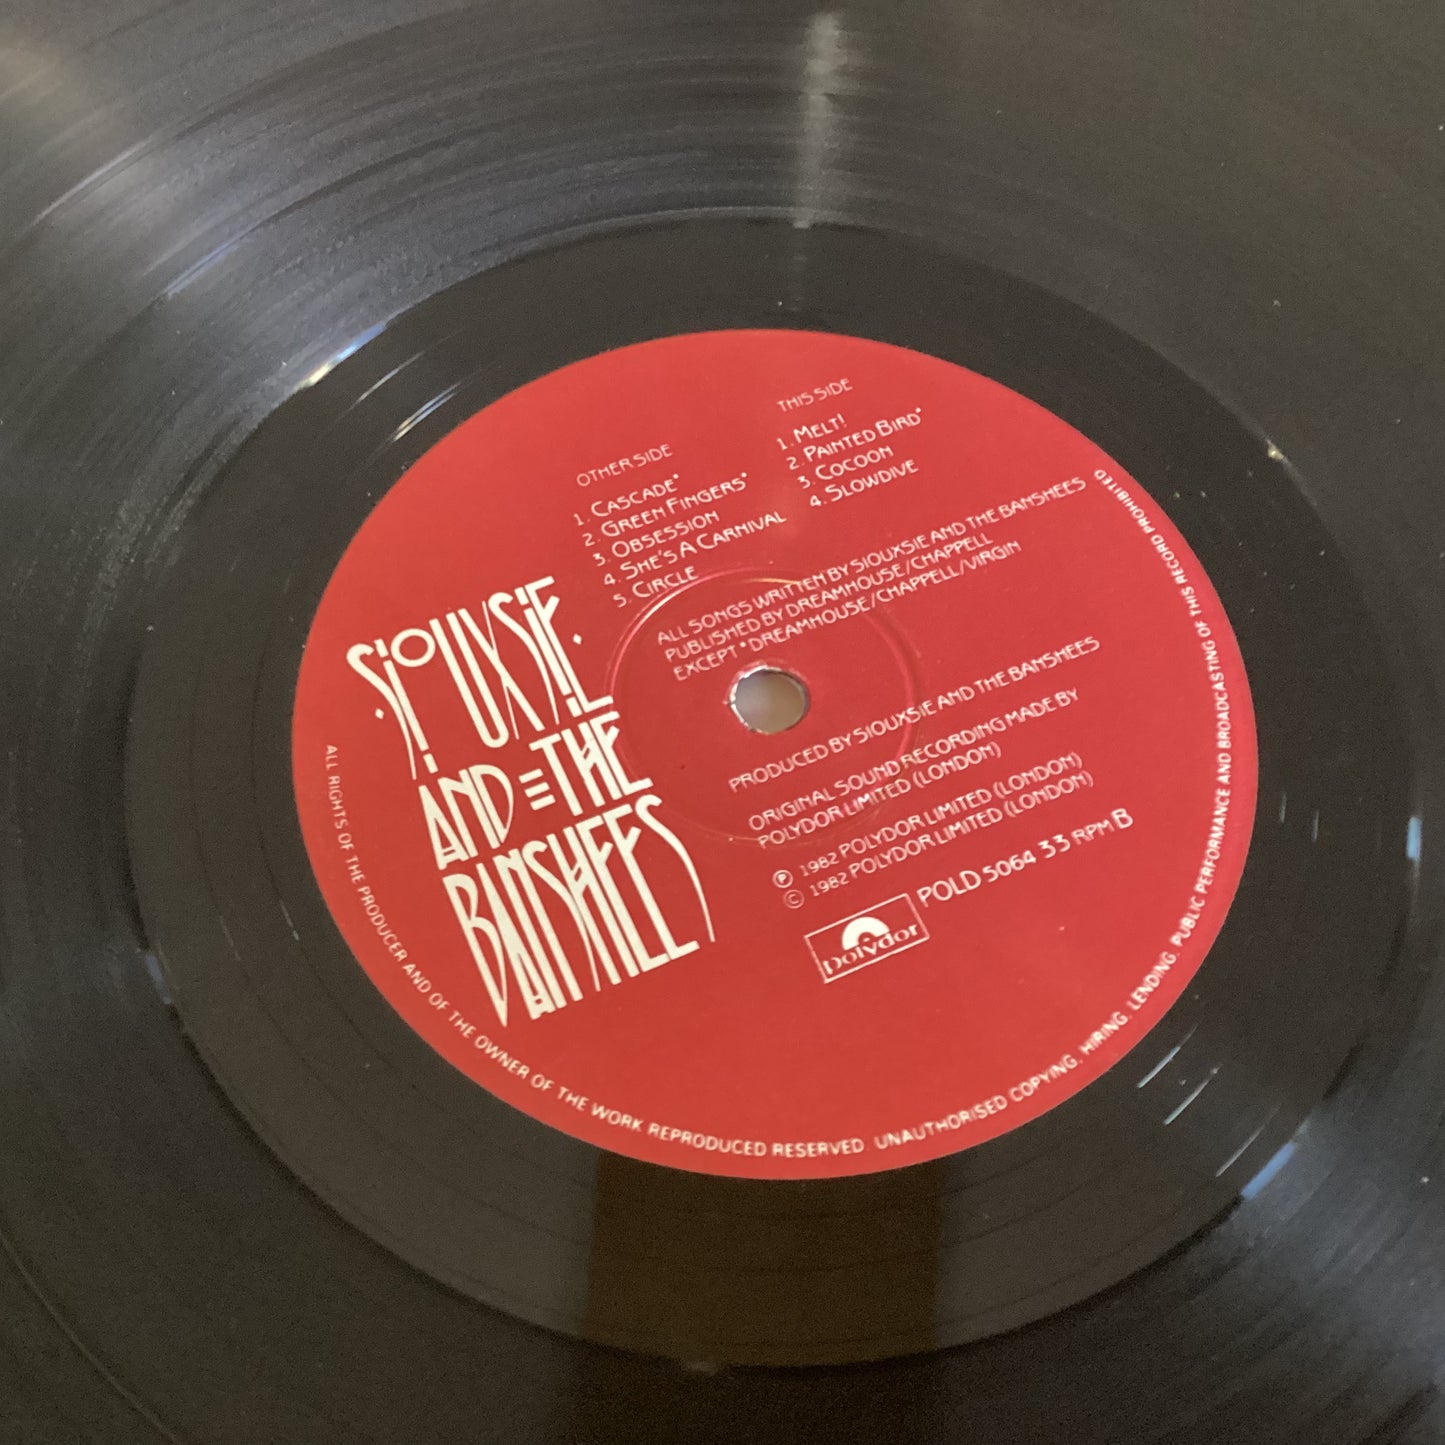 SIOUXSIE
AND THE
BANSHEES
OTHER SIDE
1. CASCADE*
2. GREEN FINGERS*
3. OBSESSION
4. SHE'S A CARNIVAL
5. CIRCLE
THIS SIDE
1. MELT!
2. PAINTED BIRD*
3. COCOON
4. SLOWDIVE
ALL SONGS WRITTEN BY SIOUXSIE AND THE BANSHEES
PUBLISHED BY DREAMHOUSE/CHAPPELL
EXCEPT * DREAMHOUSE/CHAPPELL/VIRGIN
PRODUCED BY SIOUXSIE AND THE BANSHEES
ORIGINAL SOUND RECORDING MADE BY
POLYDOR LIMITED (LONDON)
℗ 1982 POLYDOR LIMITED (LONDON)
© 1982 POLYDOR LIMITED (LONDON)
polydor
POLD 5064 33 RPM B
ALL RIGHTS OF THE PRODUCER AND OF THE OWNER OF THE WORK REPRODUCED RESERVED. UNAUTHORISED COPYING, HIRING, LENDING, PUBLIC PERFORMANCE AND BROADCASTING OF THIS RECORD PROHIBITED